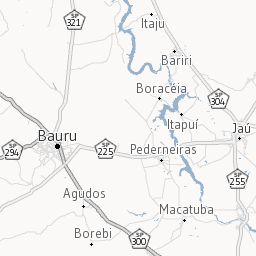 Itaju
SP
321
Bariri
Boracéia
SP
304
Itapuí
Jaú
Bauru
SP
294
SP
225
Pederneiras
SP
255
Agudos
Macatuba
Borebi
SP
300